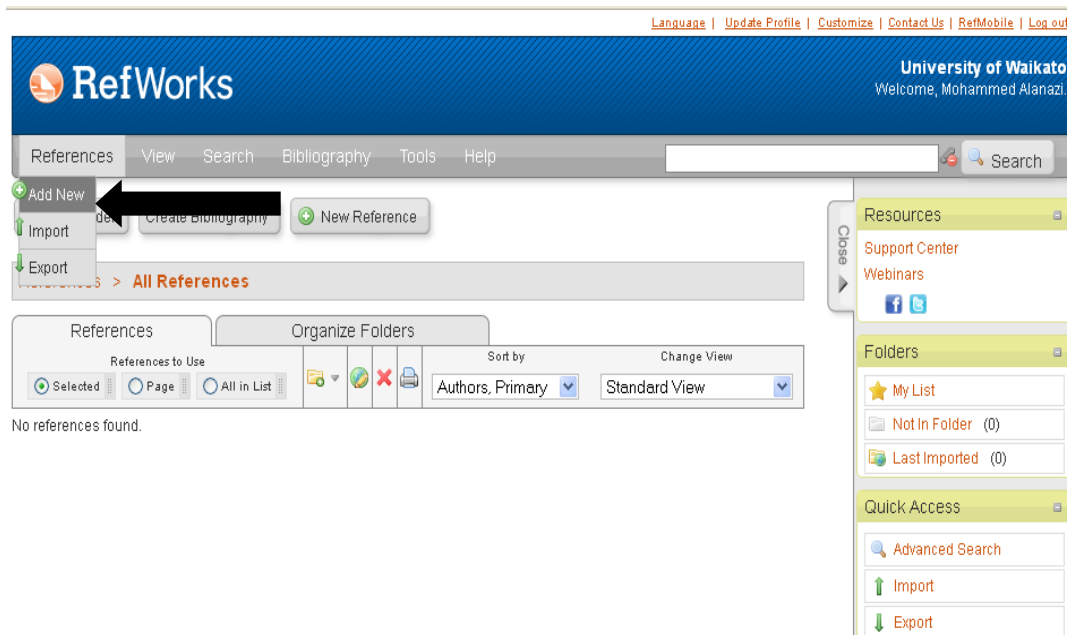 Language | Update Profile | Customize | Contact Us | RefMobile | Log out
RefWorks
University of Waikato
Welcome, Mohammed Alanazi.
References View Search Bibliography Tools Help Search
Add New
Import
Export
Create Bibliography New Reference
> All References
References Organize Folders
References to Use Sort by Change View
Selected Page All in List Authors, Primary Standard View
No references found.
Close
Resources
Support Center
Webinars
Folders
My List
Not In Folder (0)
Last Imported (0)
Quick Access
Advanced Search
Import
Export